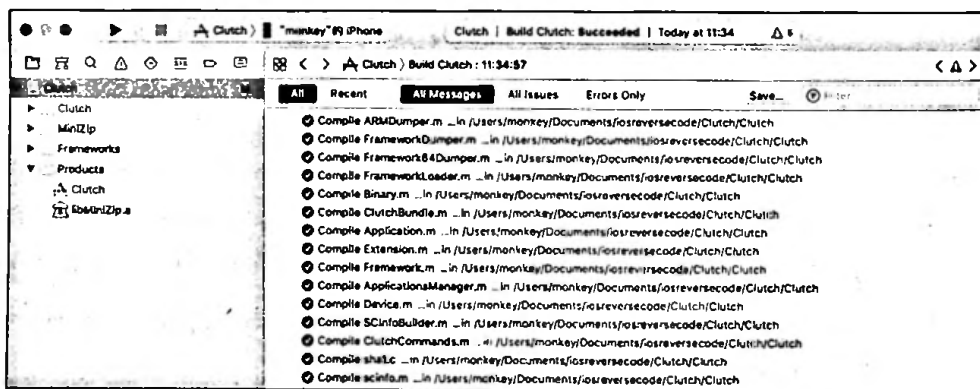 Clutch "monkey"的 iPhone Clutch | Build Clutch: Succeeded | Today at 11:34
Clutch Build Clutch : 11:34:57
Clutch M
All Recent All Messages All Issues Errors Only Save... Filter
Clutch
MiniZip
Frameworks
Products
Clutch
libMiniZip.a
Compile ARMDumper.m ...in /Users/monkey/Documents/iosreversecode/Clutch/Clutch
Compile FrameworkDumper.m ...in /Users/monkey/Documents/iosreversecode/Clutch/Clutch
Compile Framework64Dumper.m ...in /Users/monkey/Documents/iosreversecode/Clutch/Clutch
Compile FrameworkLoader.m ...in /Users/monkey/Documents/iosreversecode/Clutch/Clutch
Compile Binary.m ...in /Users/monkey/Documents/iosreversecode/Clutch/Clutch
Compile ClutchBundle.m ...in /Users/monkey/Documents/iosreversecode/Clutch/Clutch
Compile Application.m ...in /Users/monkey/Documents/iosreversecode/Clutch/Clutch
Compile Extension.m ...in /Users/monkey/Documents/iosreversecode/Clutch/Clutch
Compile Framework.m ...in /Users/monkey/Documents/iosreversecode/Clutch/Clutch
Compile ApplicationsManager.m ...in /Users/monkey/Documents/iosreversecode/Clutch/Clutch
Compile Device.m ...in /Users/monkey/Documents/iosreversecode/Clutch/Clutch
Compile SCInfoBuilder.m ...in /Users/monkey/Documents/iosreversecode/Clutch/Clutch
Compile ClutchCommands.m ...in /Users/monkey/Documents/iosreversecode/Clutch/Clutch
Compile sha1.c ...in /Users/monkey/Documents/iosreversecode/Clutch/Clutch
Compile scinfo.m ...in /Users/monkey/Documents/iosreversecode/Clutch/Clutch